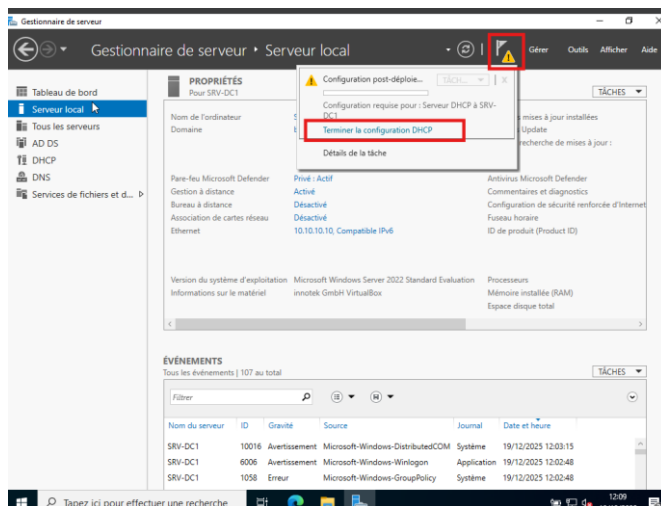 Gestionnaire de serveur
Gestionnaire de serveur • Serveur local
Gérer Outils Afficher Aide
Tableau de bord
Serveur local
Tous les serveurs
AD DS
DHCP
DNS
Services de fichiers et d...
PROPRIÉTÉS
Pour SRV-DC1
TÂCHES
Configuration post-déploie...
TÂCH... X
Configuration requise pour : Serveur DHCP à SRV-
DC1
Terminer la configuration DHCP
Détails de la tâche
Nom de l'ordinateur
mises à jour installées
Domaine
Update
recherche de mises à jour :
Pare-feu Microsoft Defender Privé : Actif Antivirus Microsoft Defender
Gestion à distance Activé Commentaires et diagnostics
Bureau à distance Désactivé Configuration de sécurité renforcée d'Internet
Association de cartes réseau Désactivé Fuseau horaire
Ethernet 10.10.10.10, Compatible IPv6 ID de produit (Product ID)
Version du système d'exploitation Microsoft Windows Server 2022 Standard Evaluation Processeurs
Informations sur le matériel innotek GmbH VirtualBox Mémoire installée (RAM)
Espace disque total
ÉVÉNEMENTS
Tous les événements | 107 au total
TÂCHES
Filtrer
Nom du serveur ID Gravité Source Journal Date et heure
SRV-DC1 10016 Avertissement Microsoft-Windows-DistributedCOM Système 19/12/2025 12:03:15
SRV-DC1 6006 Avertissement Microsoft-Windows-Winlogon Application 19/12/2025 12:02:48
SRV-DC1 1058 Erreur Microsoft-Windows-GroupPolicy Système 19/12/2025 12:02:48
Tapez ici pour effectuer une recherche
12:09